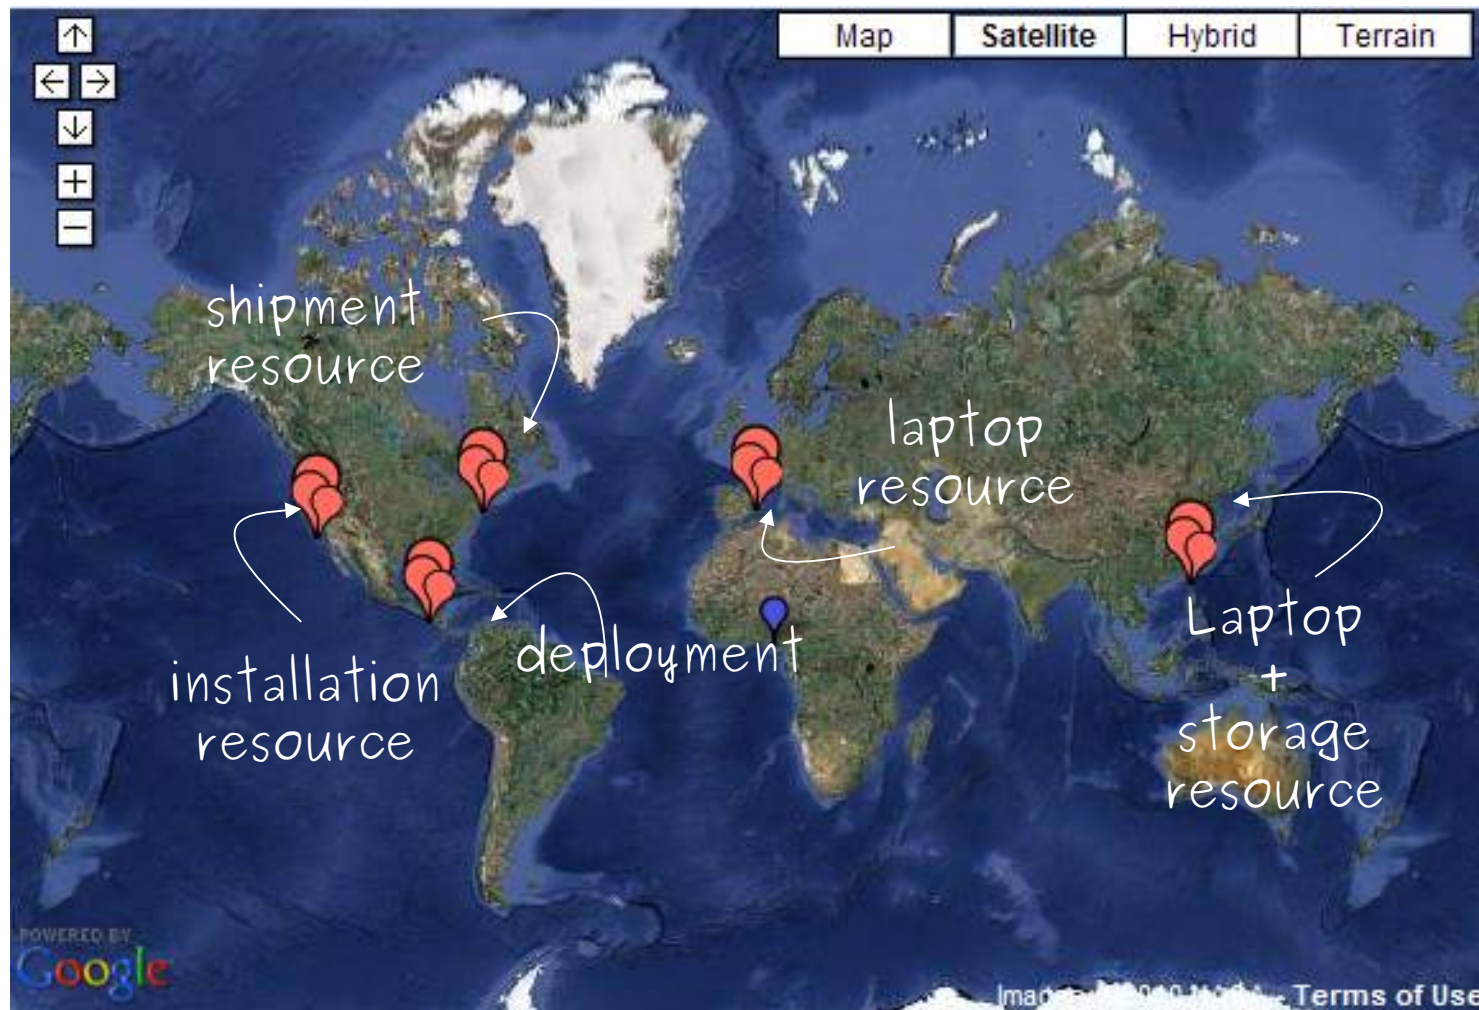 Map
Satellite
Hybrid
Terrain
shipment
resource
laptop
resource
installation
resource
deployment
Laptop
+
storage
resource
POWERED BY
Google
Terms of Use